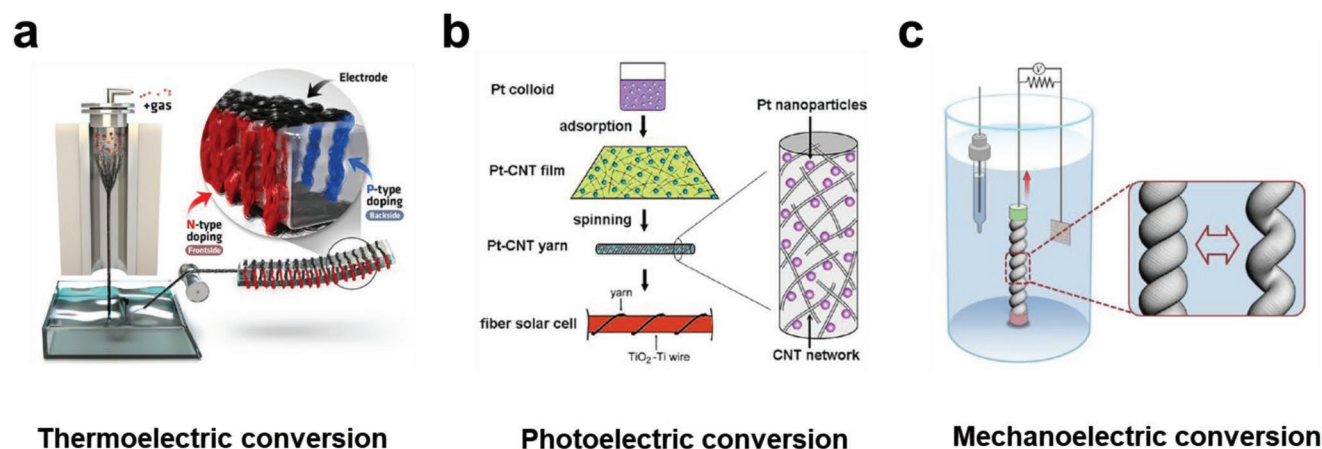 a
+gas
Electrode
P-type
doping
Backside
N-type
doping
Frontside
Thermoelectric conversion
b
Pt colloid
adsorption
Pt-CNT film
spinning
Pt-CNT yarn
yarn
fiber solar cell
TiO₂-Ti wire
Pt nanoparticles
CNT network
Photoelectric conversion
c
V
Mechanoelectric conversion